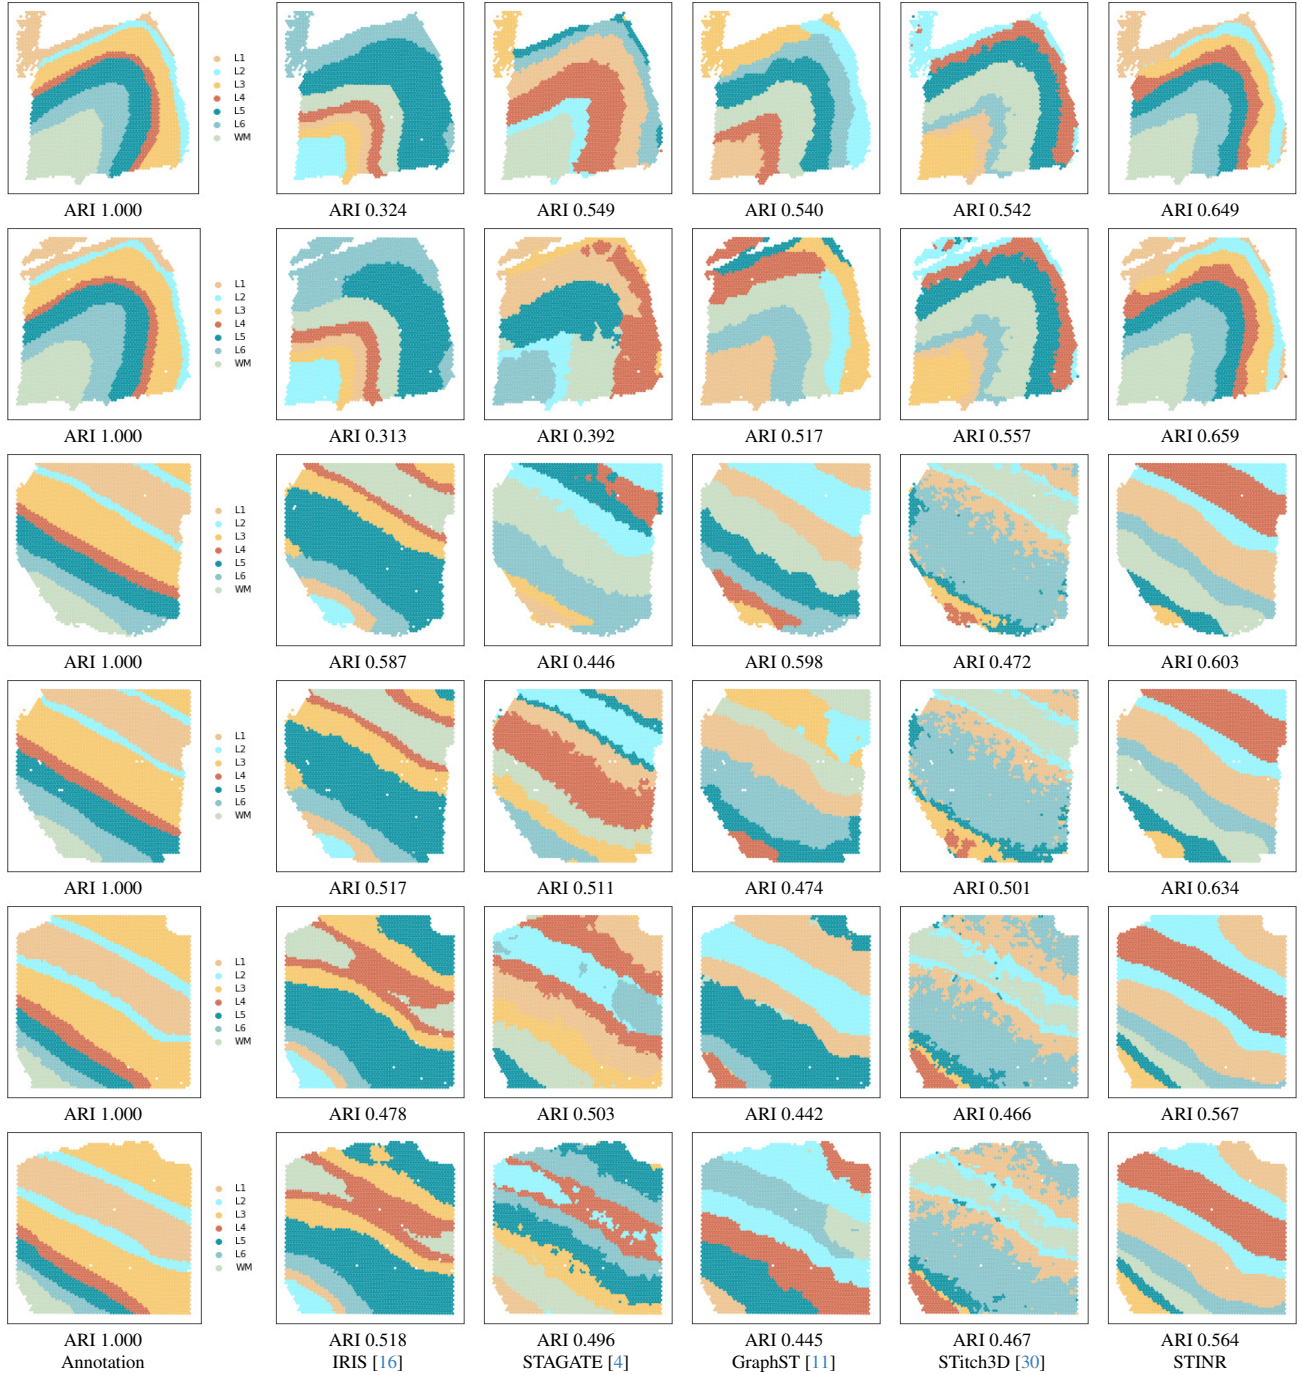 L1
L2
L3
L4
L5
L6
WM
ARI 1.000 ARI 0.324 ARI 0.549 ARI 0.540 ARI 0.542 ARI 0.649
L1
L2
L3
L4
L5
L6
WM
ARI 1.000 ARI 0.313 ARI 0.392 ARI 0.517 ARI 0.557 ARI 0.659
L1
L2
L3
L4
L5
L6
WM
ARI 1.000 ARI 0.587 ARI 0.446 ARI 0.598 ARI 0.472 ARI 0.603
L1
L2
L3
L4
L5
L6
WM
ARI 1.000 ARI 0.517 ARI 0.511 ARI 0.474 ARI 0.501 ARI 0.634
L1
L2
L3
L4
L5
L6
WM
ARI 1.000 ARI 0.478 ARI 0.503 ARI 0.442 ARI 0.466 ARI 0.567
L1
L2
L3
L4
L5
L6
WM
ARI 1.000 ARI 0.518 ARI 0.496 ARI 0.445 ARI 0.467 ARI 0.564
Annotation IRIS [16] STAGATE [4] GraphST [11] STitch3D [30] STINR